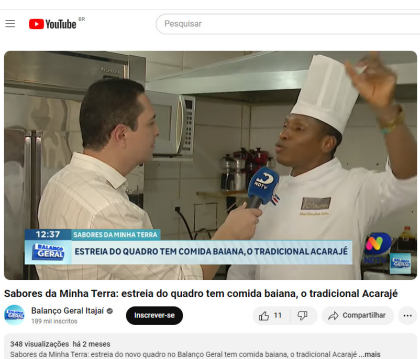 YouTube BR
Pesquisar
NDTV
12:37 SABORES DA MINHA TERRA
BALANÇO GERAL
ESTREIA DO QUADRO TEM COMIDA BAIANA, O TRADICIONAL ACARAJÉ
Sabores da Minha Terra: estreia do quadro tem comida baiana, o tradicional Acarajé
Balanço Geral Itajaí
189 mil inscritos
Inscrever-se
11
Compartilhar
348 visualizações há 2 meses
Sabores da Minha Terra: estreia do novo quadro no Balanço Geral tem comida baiana, o tradicional acarajé ...mais